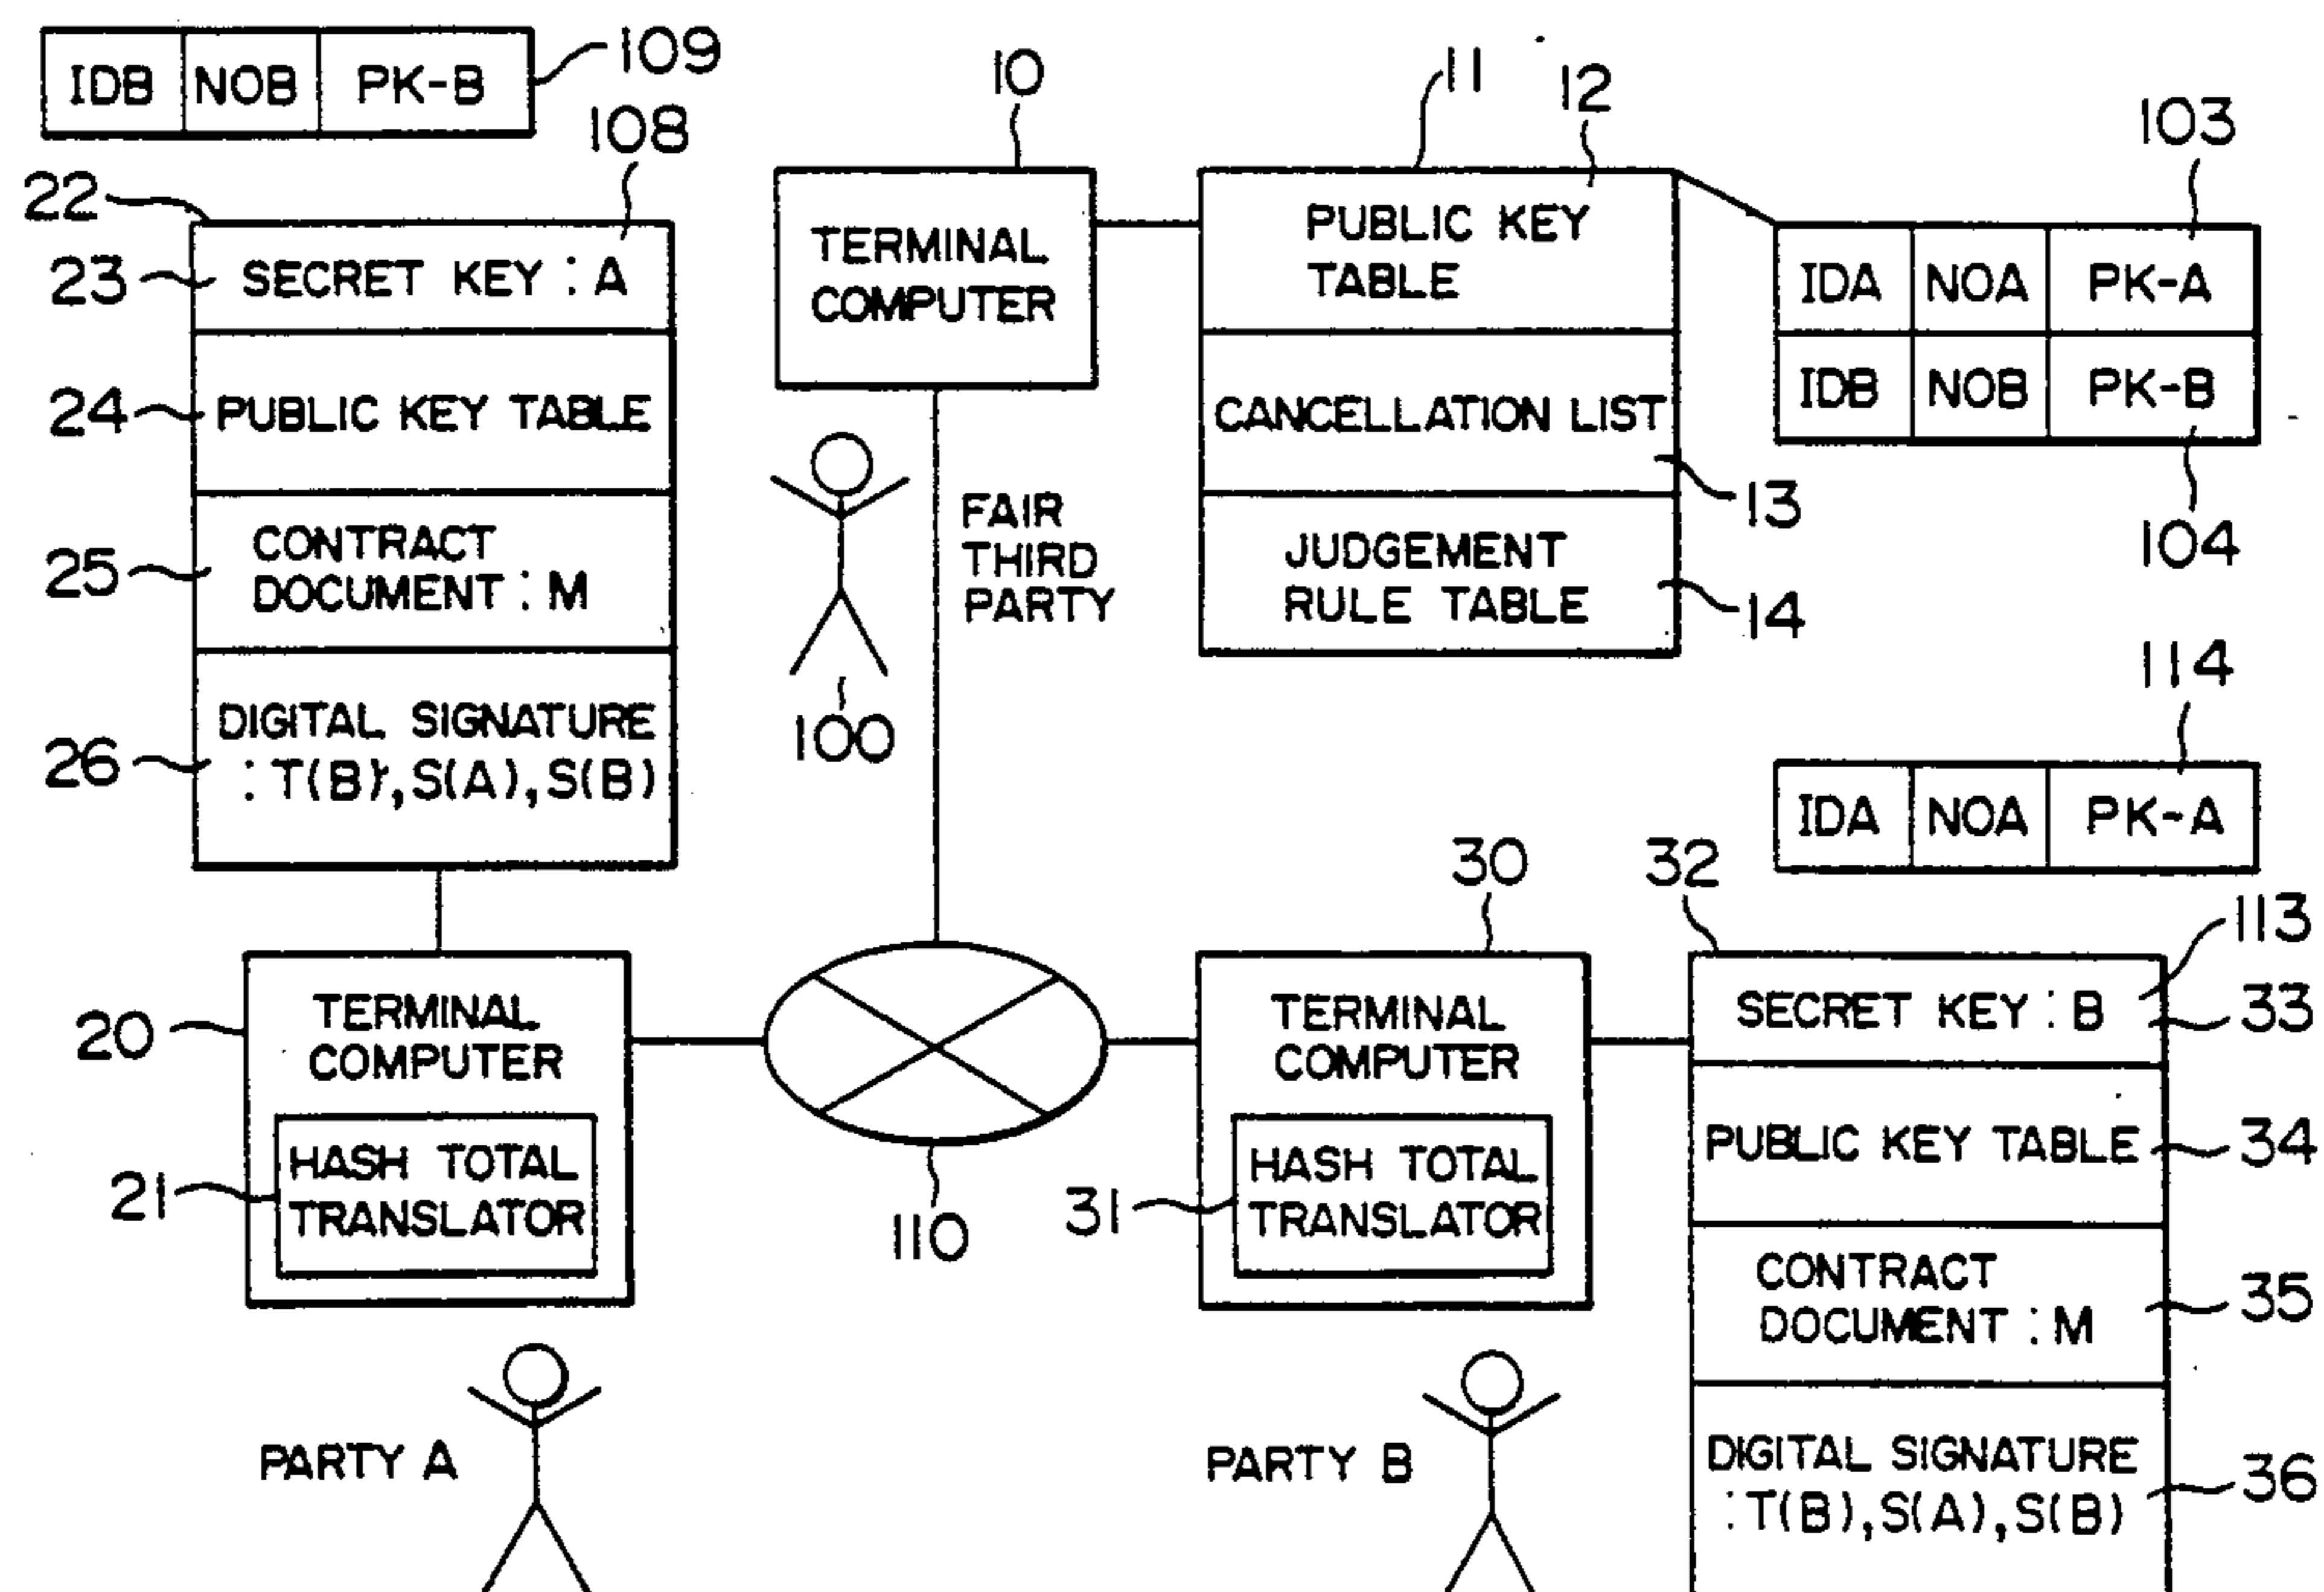 IDB NOB PK-B 109
108
22
23 SECRET KEY : A
24 PUBLIC KEY TABLE
25 CONTRACT
DOCUMENT : M
DIGITAL SIGNATURE
26 : T(B), S(A), S(B)
10
TERMINAL
COMPUTER
11
12
PUBLIC KEY
TABLE
CANCELLATION LIST
13
JUDGEMENT
RULE TABLE
14
103
IDA NOA PK-A
IDB NOB PK-B
104
FAIR
THIRD
PARTY
100
114
IDA NOA PK-A
20 TERMINAL
COMPUTER
21 HASH TOTAL
TRANSLATOR
PARTY A
110
30
TERMINAL
COMPUTER
31 HASH TOTAL
TRANSLATOR
PARTY B
32
113
SECRET KEY : B 33
PUBLIC KEY TABLE 34
CONTRACT
DOCUMENT : M 35
DIGITAL SIGNATURE
: T(B), S(A), S(B) 36